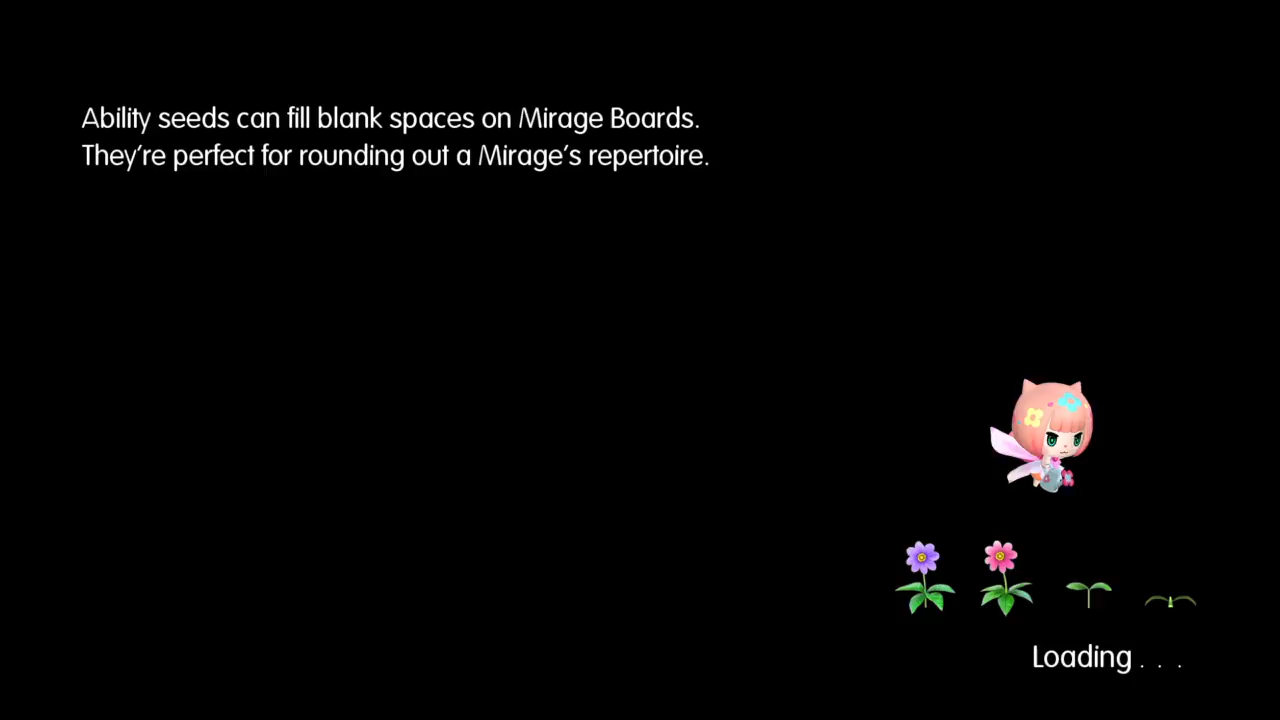 Ability seeds can fill blank spaces on Mirage Boards.
They're perfect for rounding out a Mirage's repertoire.
Loading . . .